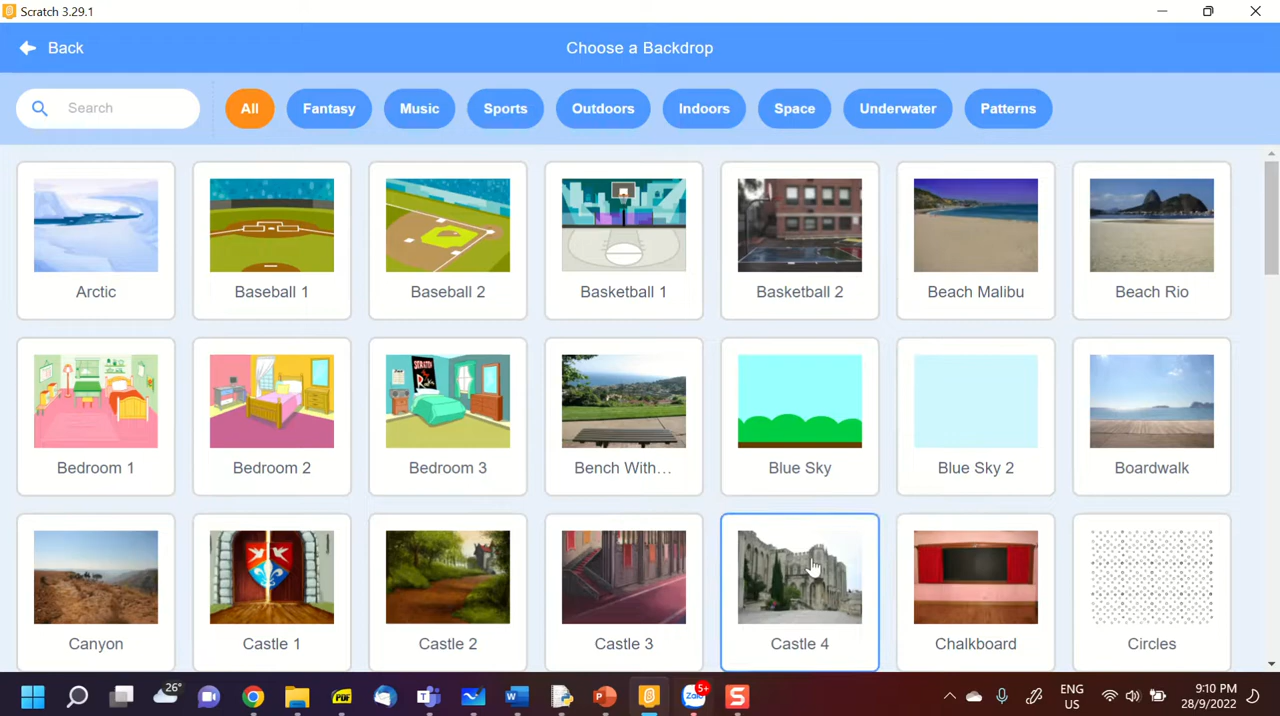 Scratch 3.29.1
Back
Choose a Backdrop
Search
All
Fantasy
Music
Sports
Outdoors
Indoors
Space
Underwater
Patterns
Arctic
Baseball 1
Baseball 2
Basketball 1
Basketball 2
Beach Malibu
Beach Rio
Bedroom 1
Bedroom 2
Bedroom 3
Bench With...
Blue Sky
Blue Sky 2
Boardwalk
Canyon
Castle 1
Castle 2
Castle 3
Castle 4
Chalkboard
Circles
26°
PDF
W
P
Zalo
5+
S
ENG
US
9:10 PM
28/9/2022